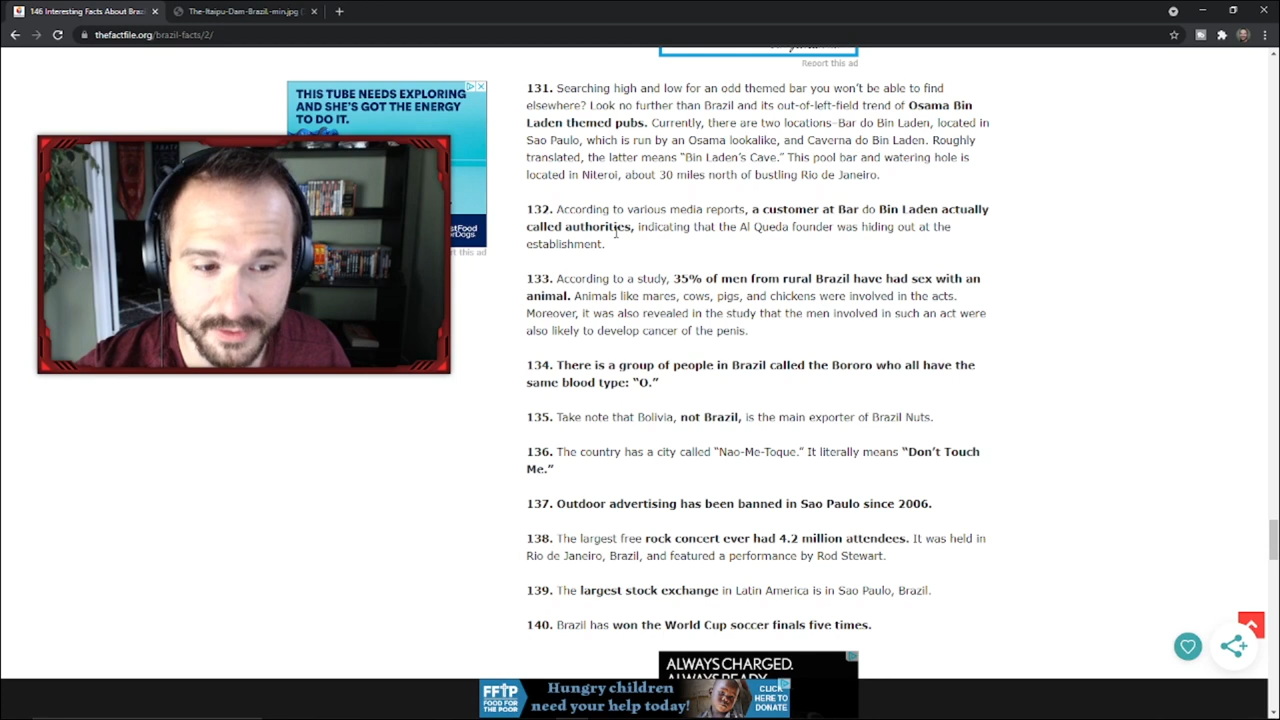 146 Interesting Facts About Braz
The-Itaipu-Dam-Brazil-min.jpg (
thefactfile.org/brazil-facts/2/
Report this ad
THIS TUBE NEEDS EXPLORING
AND SHE'S GOT THE ENERGY
TO DO IT.
131. Searching high and low for an odd themed bar you won't be able to find
elsewhere? Look no further than Brazil and its out-of-left-field trend of Osama Bin
Laden themed pubs. Currently, there are two locations–Bar do Bin Laden, located in
Sao Paulo, which is run by an Osama lookalike, and Caverna do Bin Laden. Roughly
translated, the latter means “Bin Laden’s Cave.” This pool bar and watering hole is
located in Niteroi, about 30 miles north of bustling Rio de Janeiro.
132. According to various media reports, a customer at Bar do Bin Laden actually
called authorities, indicating that the Al Queda founder was hiding out at the
establishment.
stFood
orDogs
this ad
133. According to a study, 35% of men from rural Brazil have had sex with an
animal. Animals like mares, cows, pigs, and chickens were involved in the acts.
Moreover, it was also revealed in the study that the men involved in such an act were
also likely to develop cancer of the penis.
134. There is a group of people in Brazil called the Bororo who all have the
same blood type: “O.”
135. Take note that Bolivia, not Brazil, is the main exporter of Brazil Nuts.
136. The country has a city called “Nao-Me-Toque.” It literally means “Don’t Touch
Me.”
137. Outdoor advertising has been banned in Sao Paulo since 2006.
138. The largest free rock concert ever had 4.2 million attendees. It was held in
Rio de Janeiro, Brazil, and featured a performance by Rod Stewart.
139. The largest stock exchange in Latin America is in Sao Paulo, Brazil.
140. Brazil has won the World Cup soccer finals five times.
ALWAYS CHARGED.
ALWAYS READY.
FFTP
FOOD FOR
THE POOR
Hungry children
need your help today!
CLICK
HERE TO
DONATE